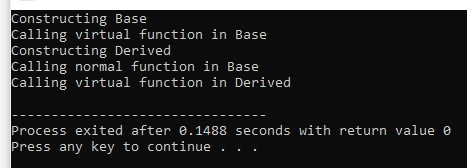 Constructing Base
Calling virtual function in Base
Constructing Derived
Calling normal function in Base
Calling virtual function in Derived
--------------------------------
Process exited after 0.1488 seconds with return value 0
Press any key to continue . . .